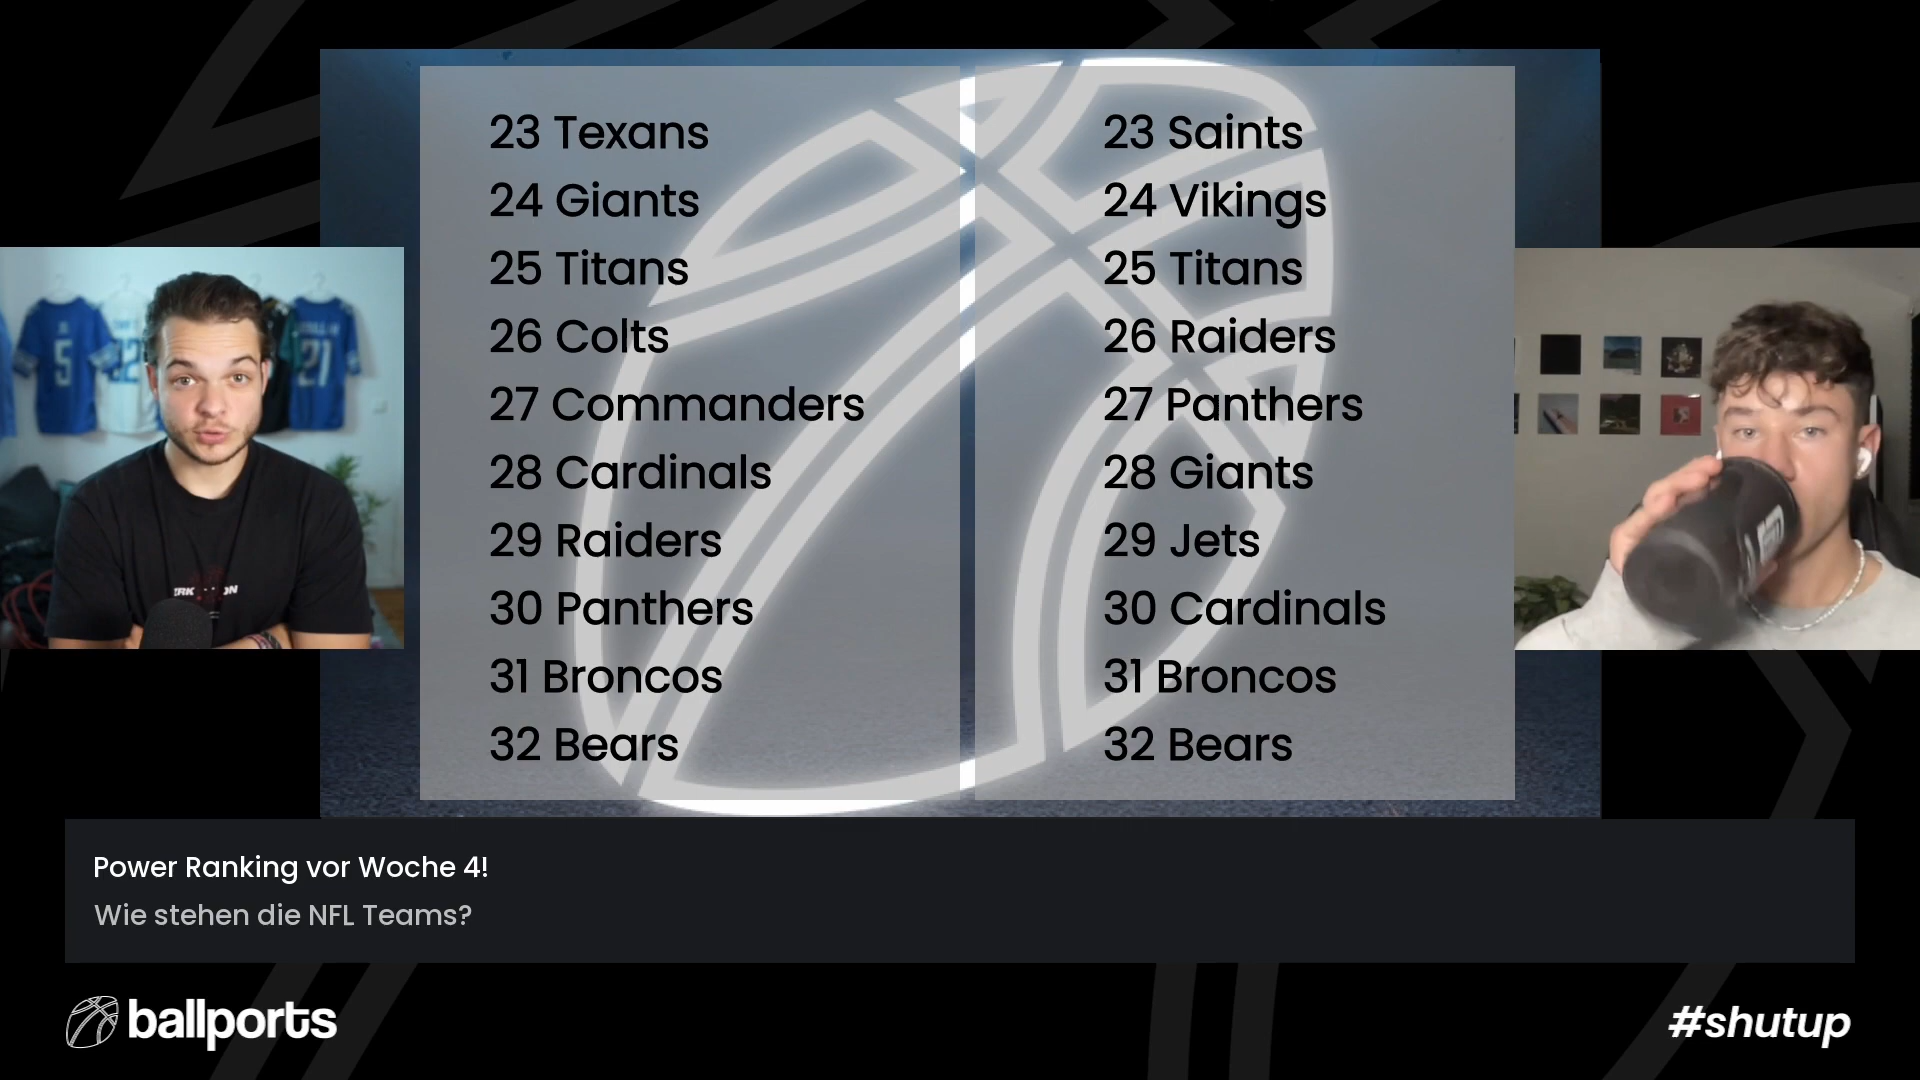 23 Texans
24 Giants
25 Titans
26 Colts
27 Commanders
28 Cardinals
29 Raiders
30 Panthers
31 Broncos
32 Bears
23 Saints
24 Vikings
25 Titans
26 Raiders
27 Panthers
28 Giants
29 Jets
30 Cardinals
31 Broncos
32 Bears
5
21
Power Ranking vor Woche 4!
Wie stehen die NFL Teams?
ballports
#shutup